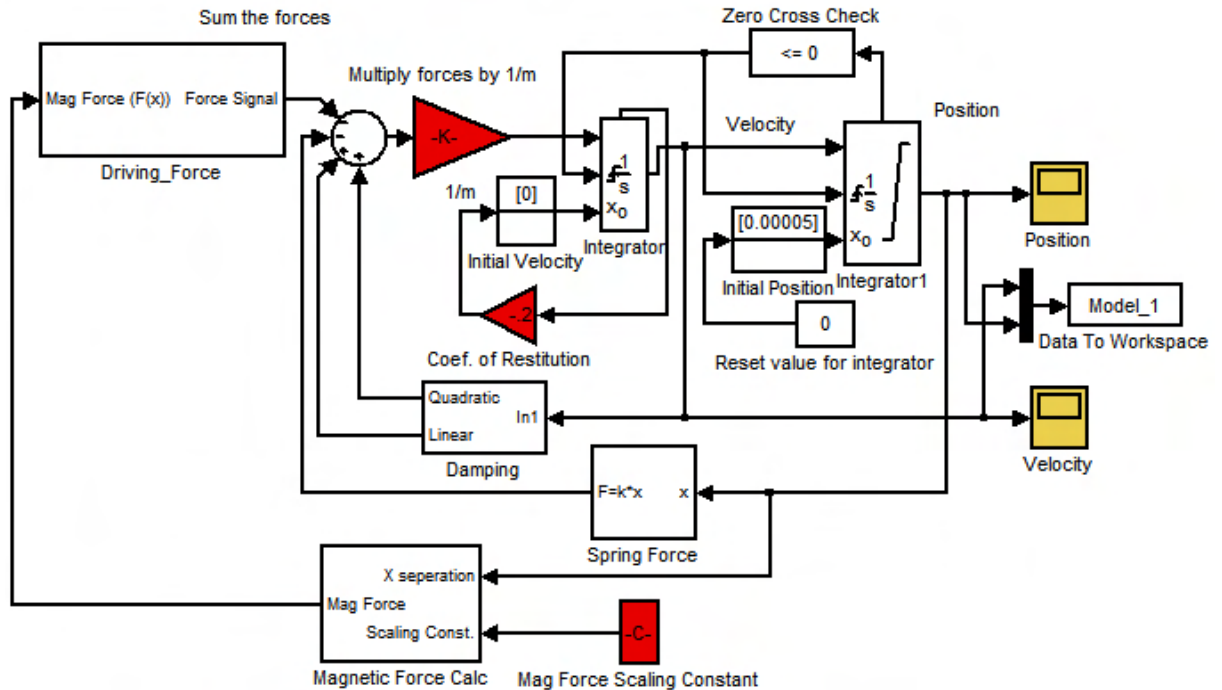 Sum the forces
Zero Cross Check
<= 0
Multiply forces by 1/m
Mag Force (F(x)) Force Signal
Driving_Force
-K-
Velocity
Position
1/m
[0]
Initial Velocity
1
s
x0
Integrator
[0.00005]
Initial Position
1
s
x0
Integrator1
Position
-.2
Coef. of Restitution
0
Reset value for integrator
Model_1
Data To Workspace
Quadratic
In1
Linear
Damping
Velocity
F=k*x x
Spring Force
X seperation
Mag Force
Scaling Const.
Magnetic Force Calc
-C-
Mag Force Scaling Constant